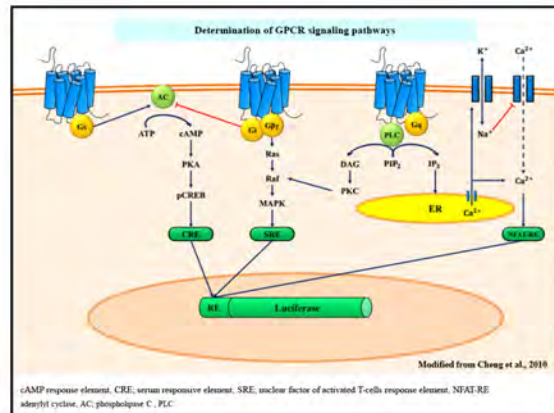 Determination of GPCR signaling pathways
K⁺
Ca²⁺
AC
Gs
Gi
Gβγ
PLC
Gq
ATP
cAMP
Na⁺
Ras
DAG
PIP₂
IP₃
PKA
Raf
PKC
Ca²⁺
pCREB
MAPK
ER
Ca²⁺
CRE
SRE
NFAT-RE
RE
Luciferase
Modified from Cheng et al., 2010
cAMP response element, CRE; serum responsive element, SRE; nuclear factor of activated T-cells response element, NFAT-RE
adenylyl cyclase, AC; phospholipase C , PLC